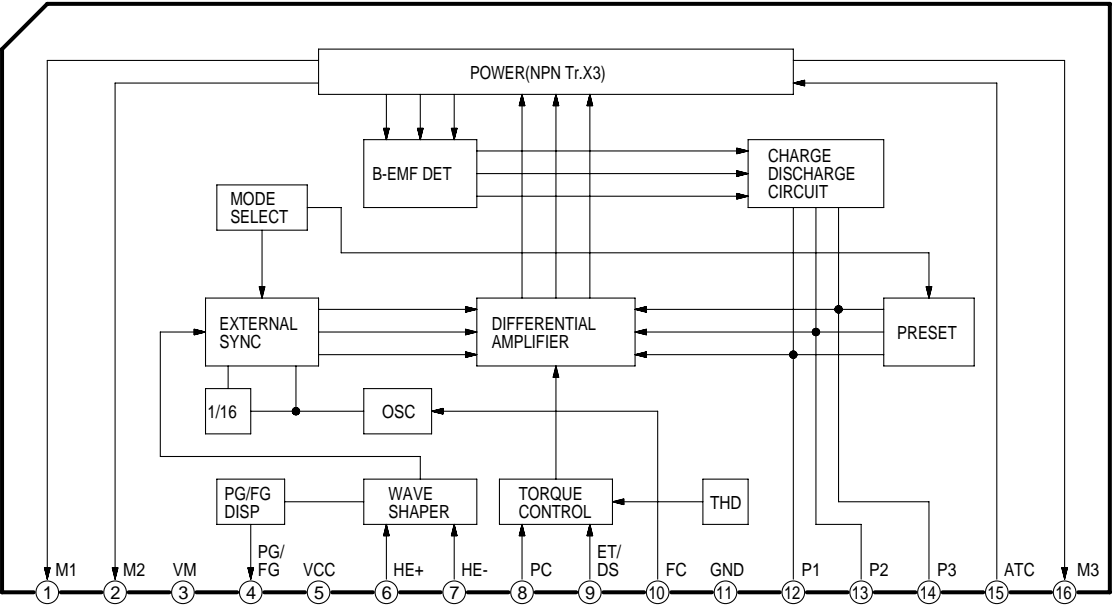 POWER(NPN Tr.X3)
B-EMF DET
CHARGE
DISCHARGE
CIRCUIT
MODE
SELECT
EXTERNAL
SYNC
DIFFERENTIAL
AMPLIFIER
PRESET
1/16
OSC
PG/FG
DISP
WAVE
SHAPER
TORQUE
CONTROL
THD
M1
M2
VM
PG/
FG
VCC
HE+
HE-
PC
ET/
DS
FC
GND
P1
P2
P3
ATC
M3
1
2
3
4
5
6
7
8
9
10
11
12
13
14
15
16